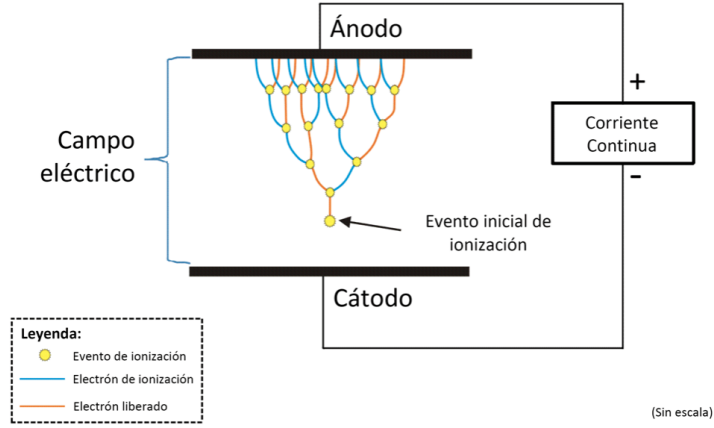 Ánodo
+
Corriente
Continua
-
Campo
eléctrico
Evento inicial de
ionización
Cátodo
Leyenda:
Evento de ionización
Electrón de ionización
Electrón liberado
(Sin escala)